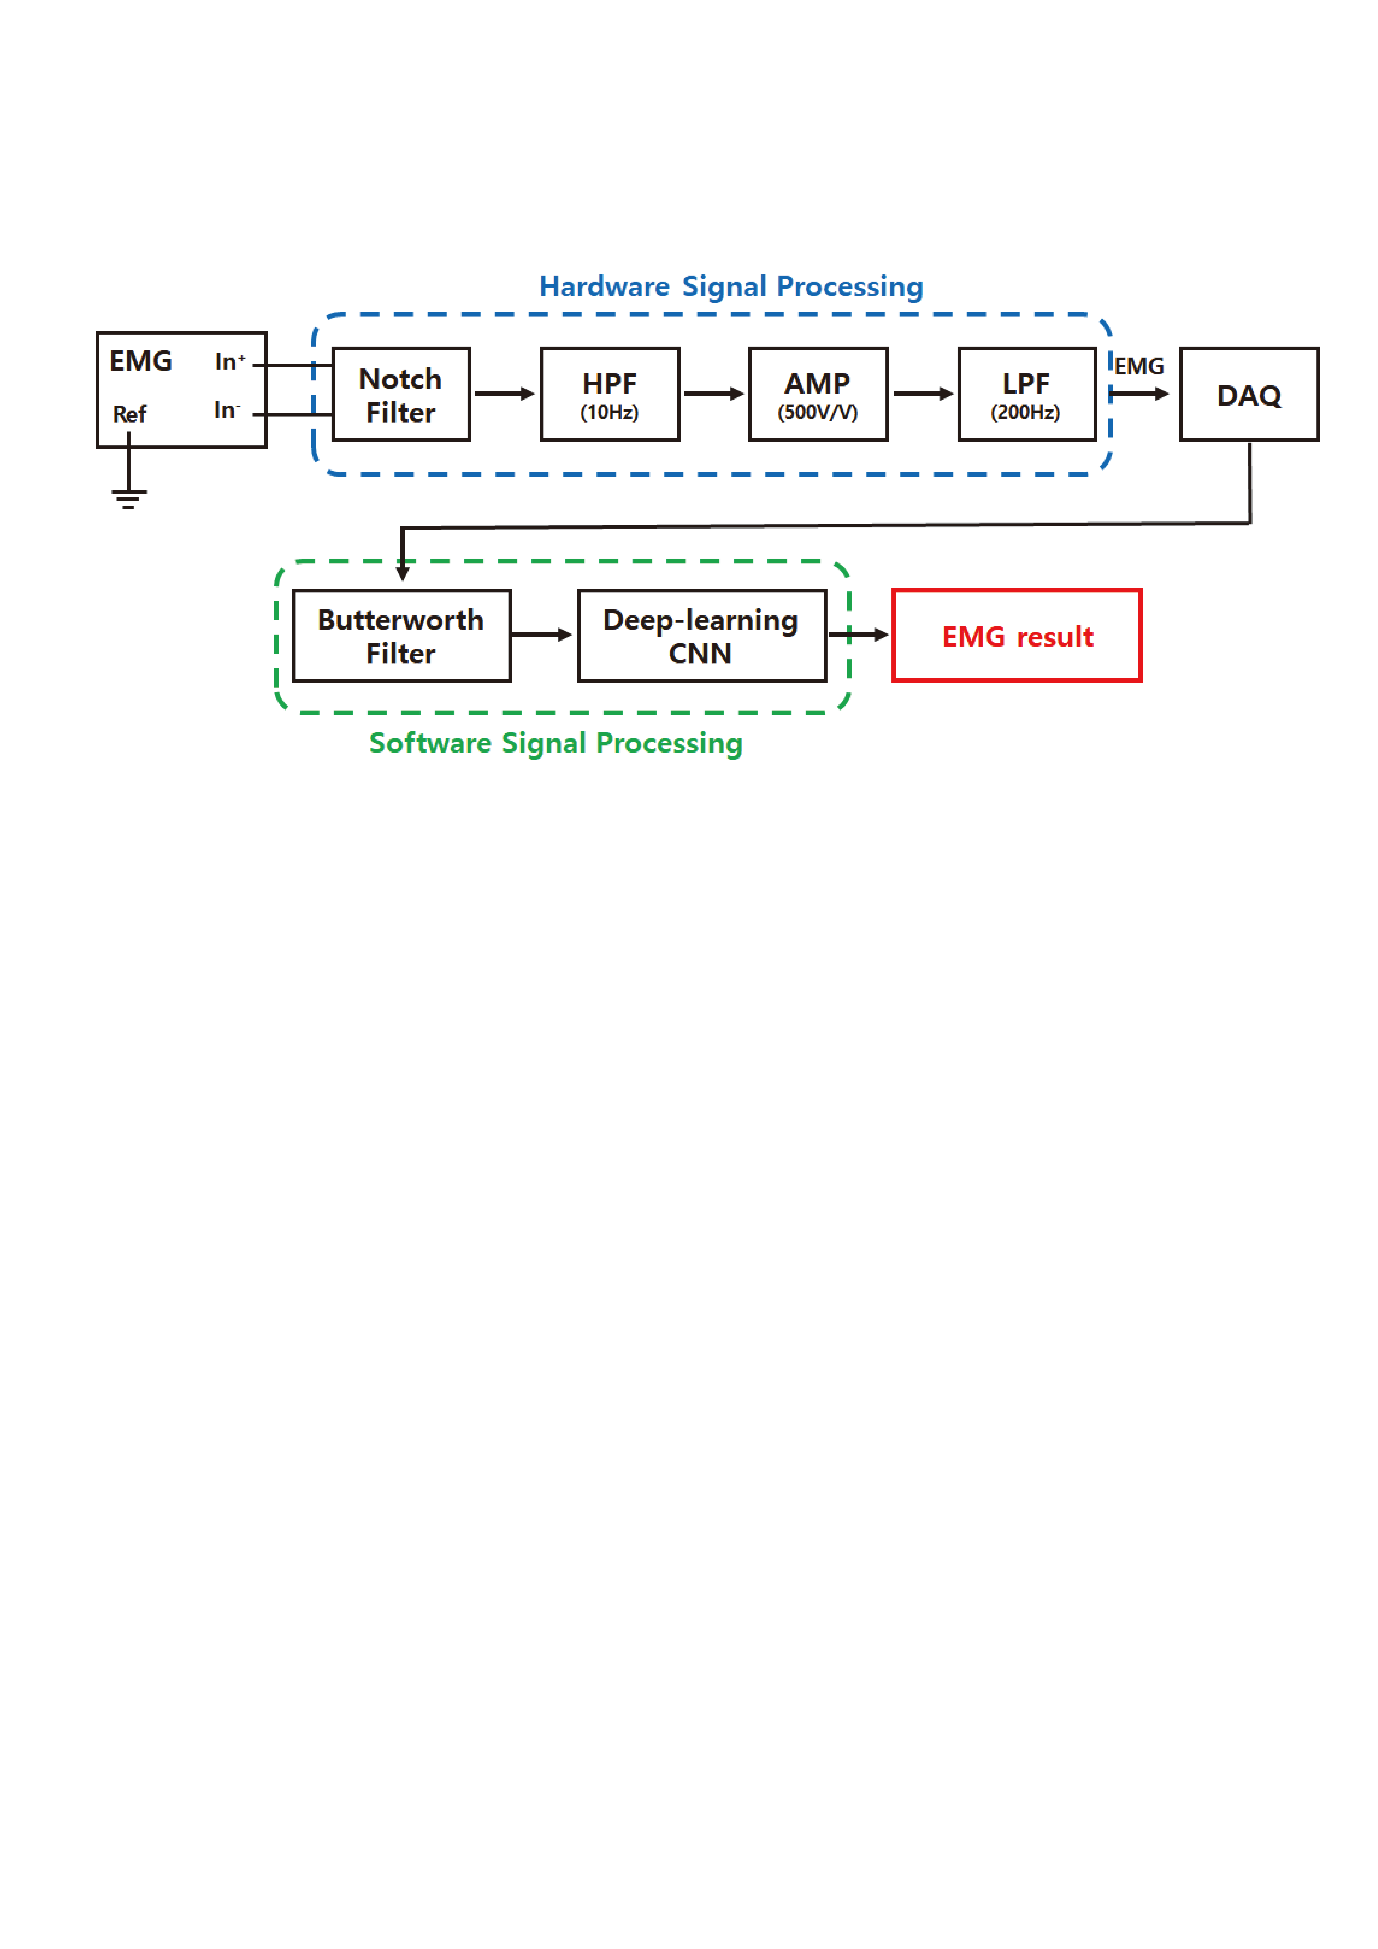 Hardware Signal Processing
EMG In⁺
Ref In⁻
Notch
Filter
HPF
(10Hz)
AMP
(500V/V)
LPF
(200Hz)
EMG
DAQ
Butterworth
Filter
Deep-learning
CNN
EMG result
Software Signal Processing